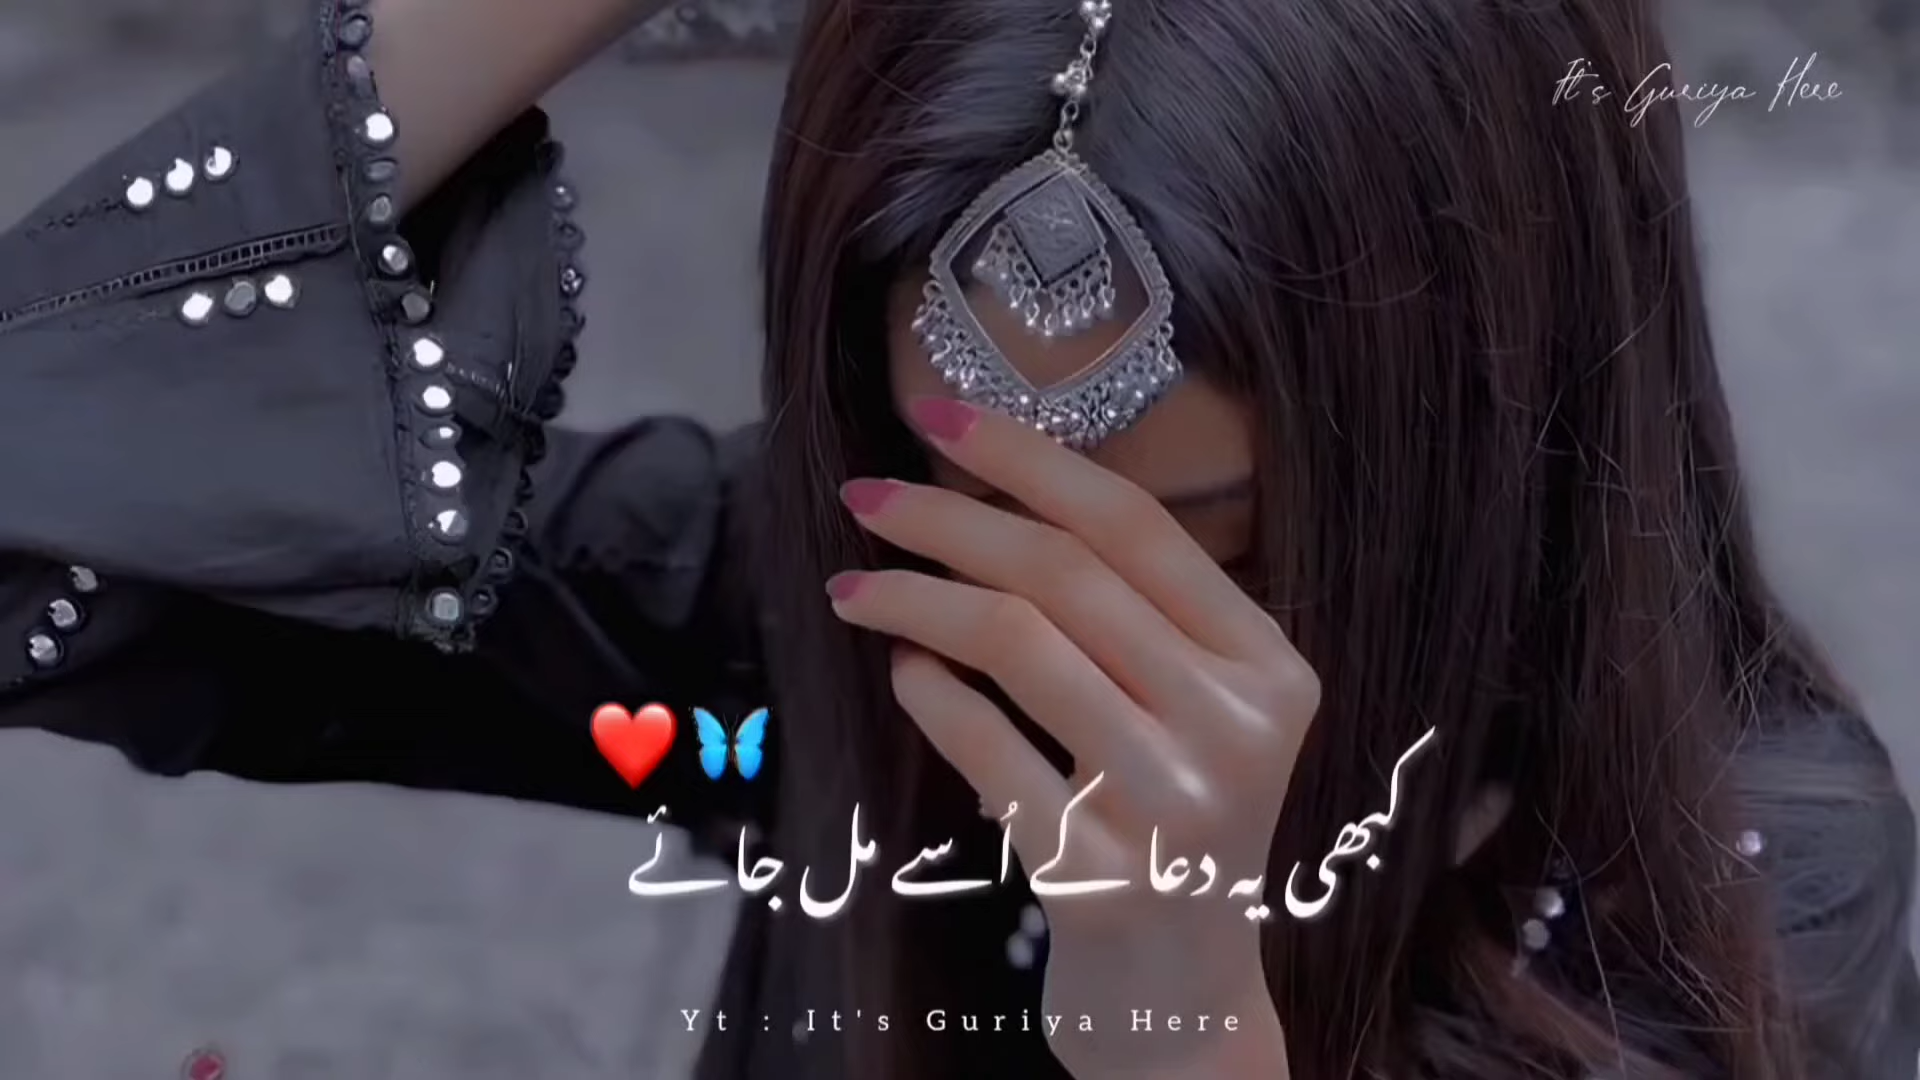 It's Guriya Here
❤️🦋
کبھی یہ دعا کے اُسے مل جائے
Yt : It's Guriya Here